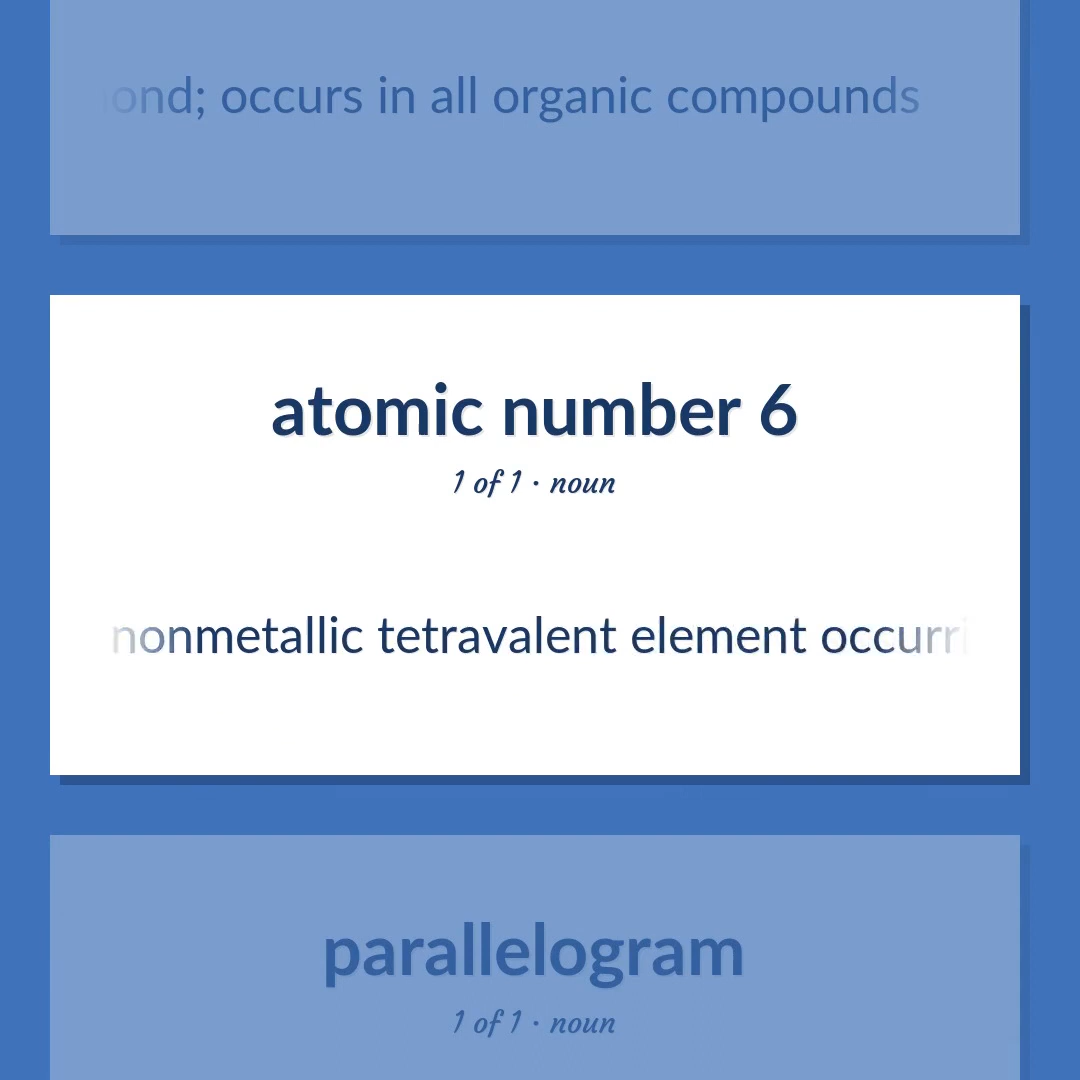 ond; occurs in all organic compounds
atomic number 6
1 of 1 · noun
nonmetallic tetravalent element occurri
parallelogram
1 of 1 · noun